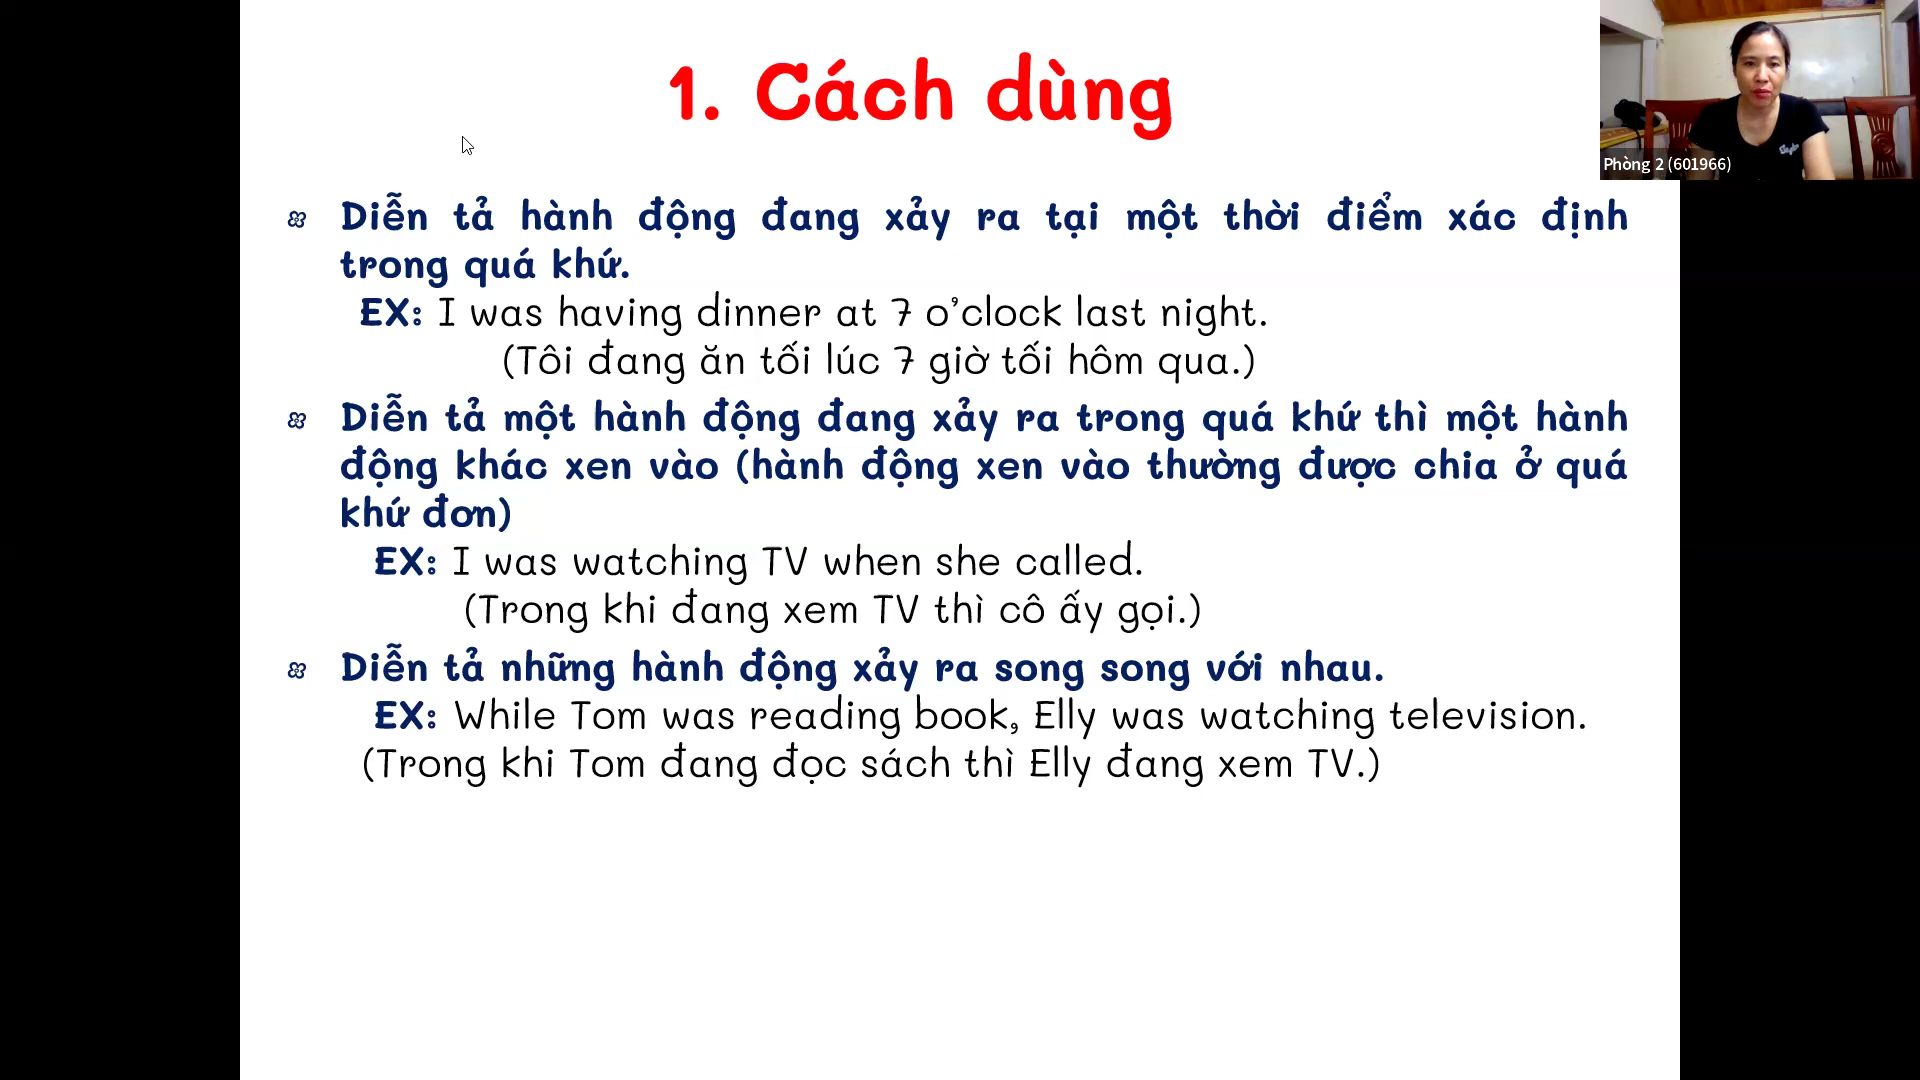 1. Cách dùng
Phòng 2 (601966)
Diễn tả hành động đang xảy ra tại một thời điểm xác định
trong quá khứ.
EX: I was having dinner at 7 o’clock last night.
(Tôi đang ăn tối lúc 7 giờ tối hôm qua.)
Diễn tả một hành động đang xảy ra trong quá khứ thì một hành
động khác xen vào (hành động xen vào thường được chia ở quá
khứ đơn)
EX: I was watching TV when she called.
(Trong khi đang xem TV thì cô ấy gọi.)
Diễn tả những hành động xảy ra song song với nhau.
EX: While Tom was reading book, Elly was watching television.
(Trong khi Tom đang đọc sách thì Elly đang xem TV.)